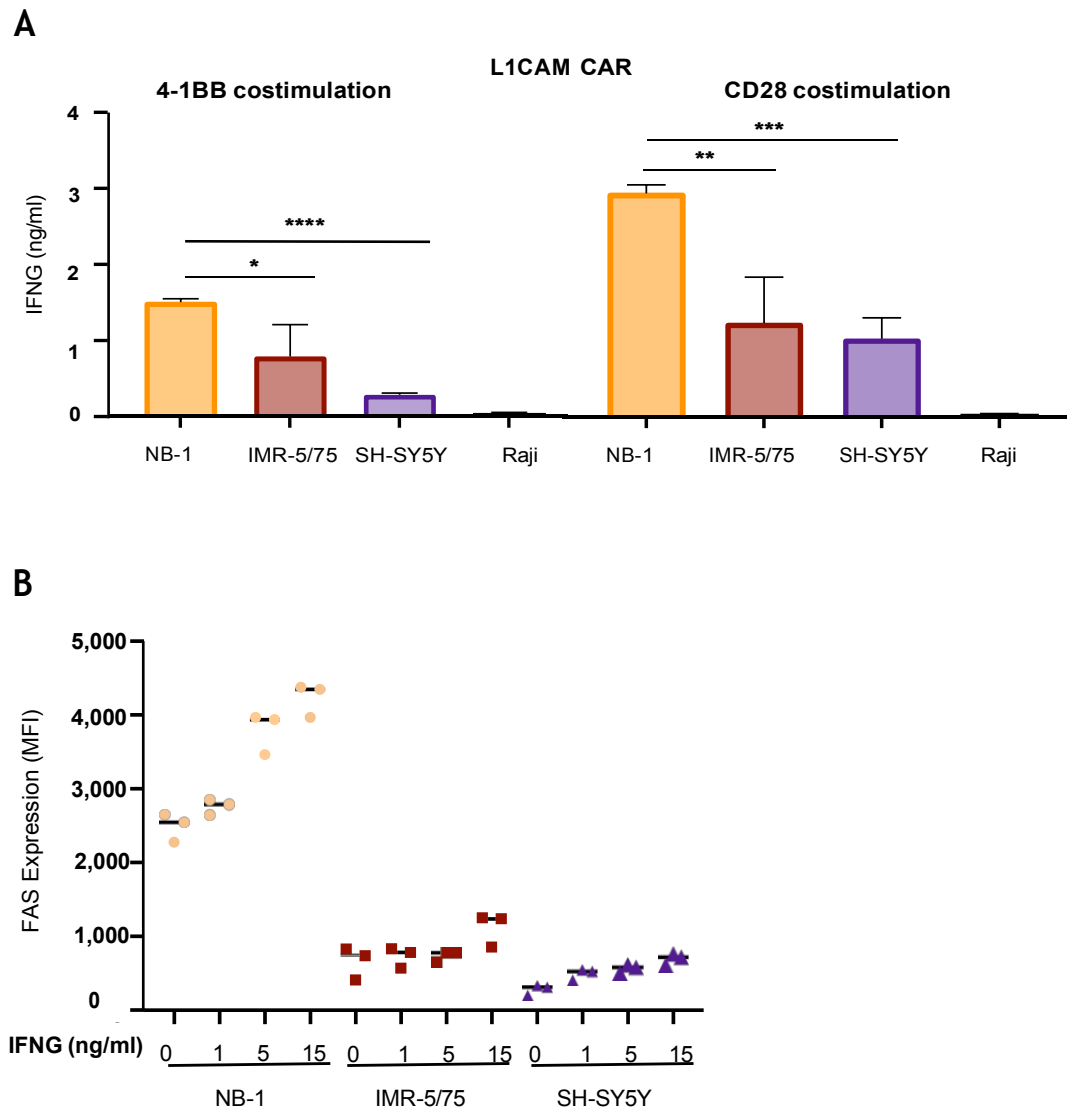 A
L1CAM CAR
4-1BB costimulation
CD28 costimulation
IFNG (ng/ml)
4
3
2
1
0
****
*
***
**
NB-1 IMR-5/75 SH-SY5Y Raji NB-1 IMR-5/75 SH-SY5Y Raji
B
FAS Expression (MFI)
5,000
4,000
3,000
2,000
1,000
0
IFNG (ng/ml) 0 1 5 15 0 1 5 15 0 1 5 15
NB-1 IMR-5/75 SH-SY5Y